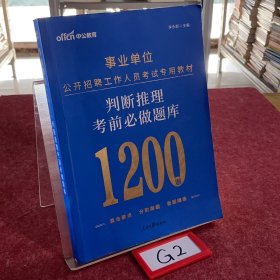 offcn 中公教育
事业单位
公开招聘工作人员考试专用教材
判断推理
考前必做题库
1200
G2